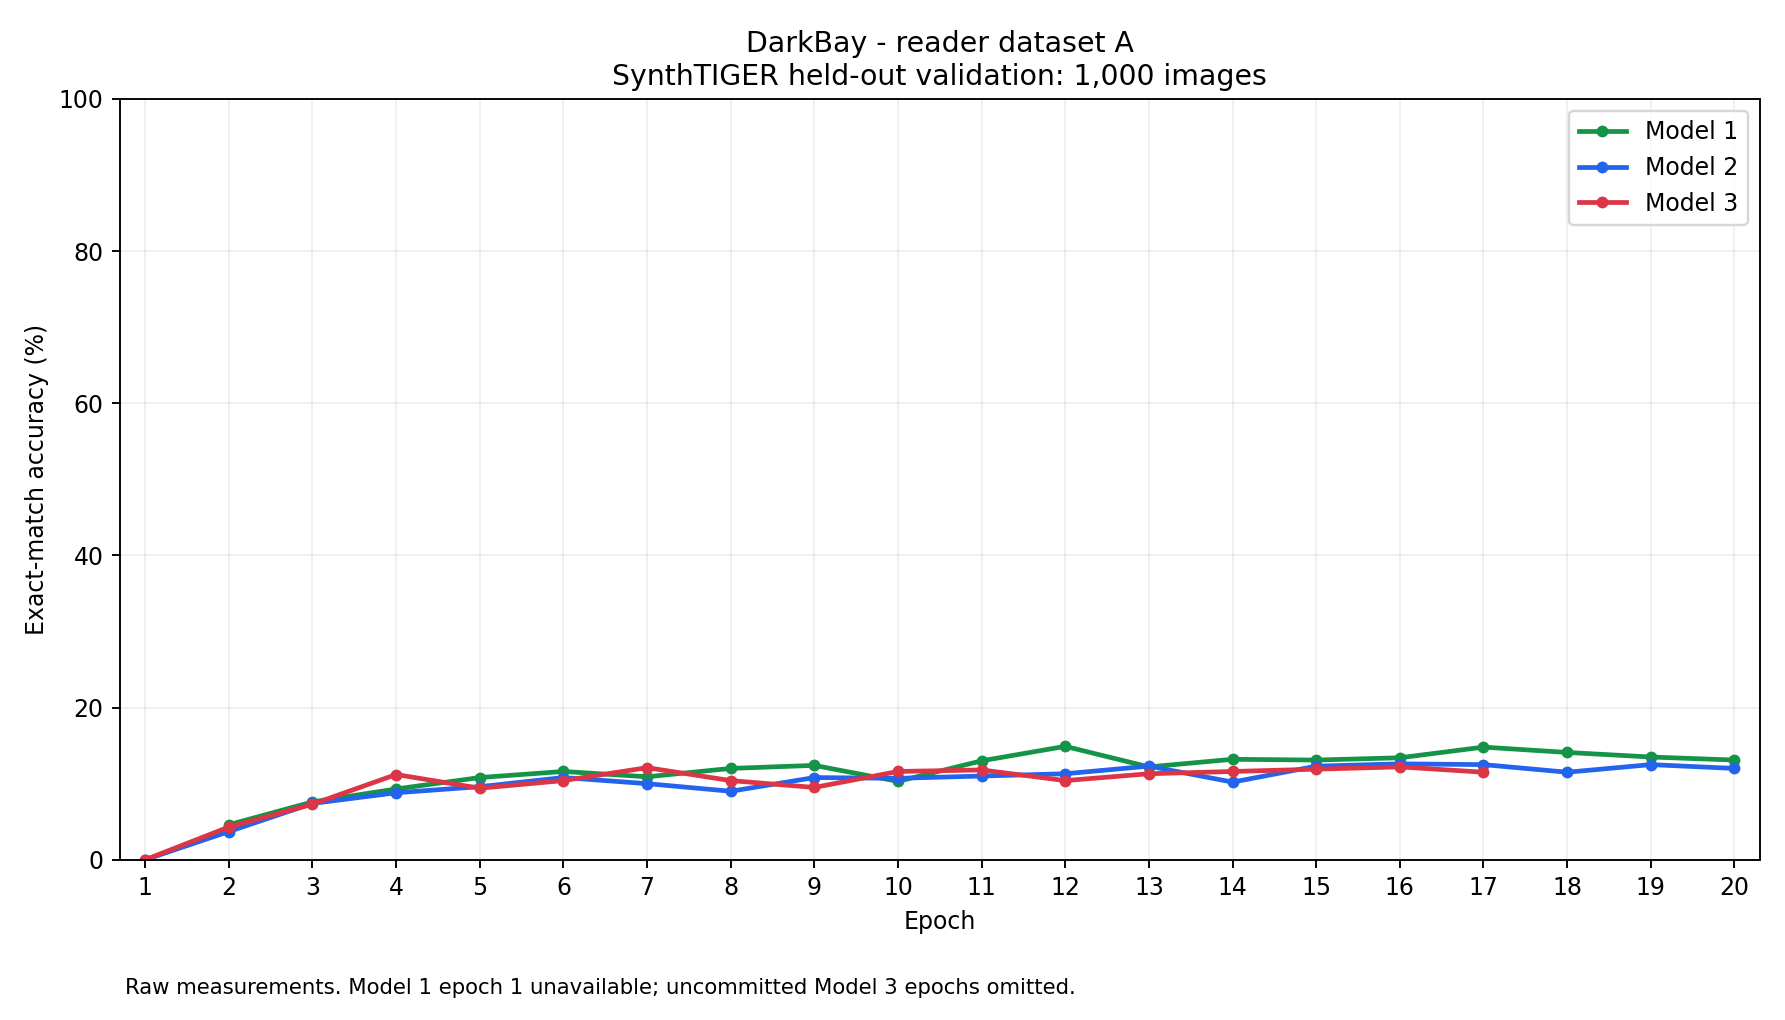 DarkBay - reader dataset A
SynthTIGER held-out validation: 1,000 images
100
80
60
40
20
0
Exact-match accuracy (%)
Model 1
Model 2
Model 3
1 2 3 4 5 6 7 8 9 10 11 12 13 14 15 16 17 18 19 20
Epoch
Raw measurements. Model 1 epoch 1 unavailable; uncommitted Model 3 epochs omitted.